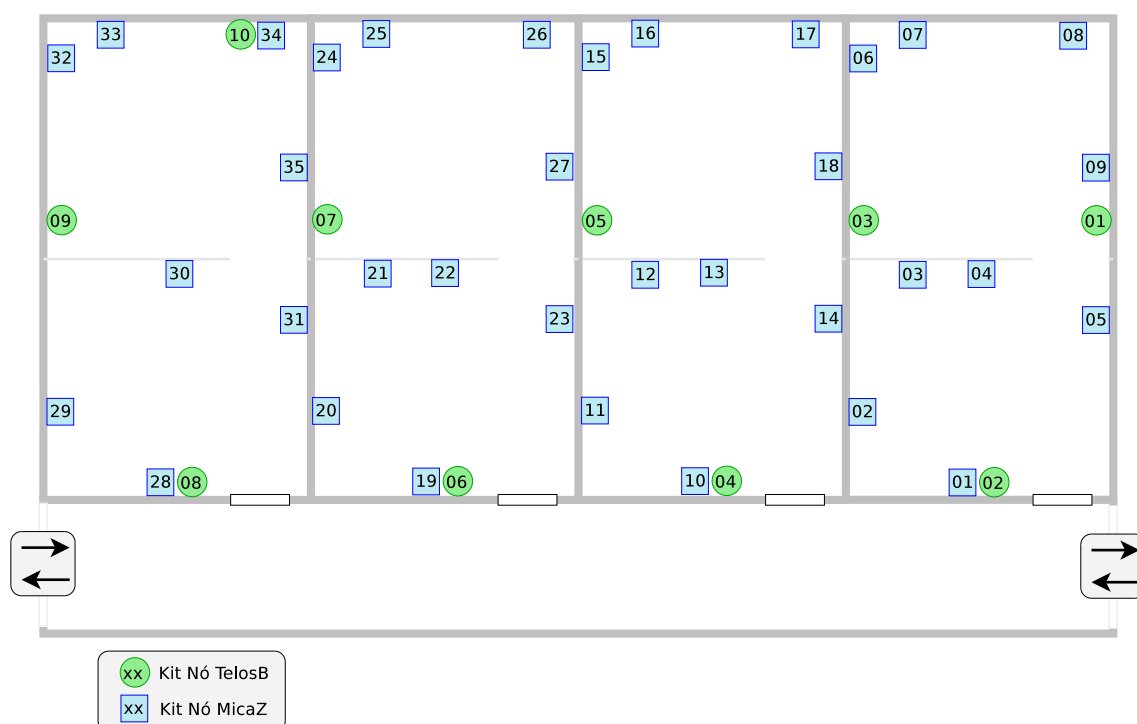 33 10 34 25 26 16 17 07 08
32 24 15 06
35 27 18 09
09 07 05 03 01
30 21 22 12 13 03 04
31 23 14 05
29 20 11 02
28 08 19 06 10 04 01 02
xx Kit Nó TelosB
xx Kit Nó MicaZ